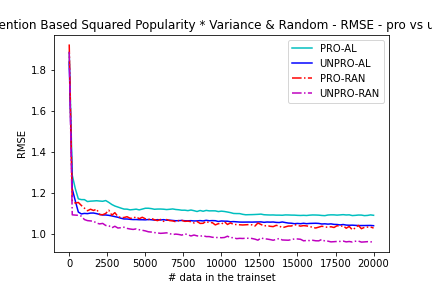 ention Based Squared Popularity * Variance & Random - RMSE - pro vs u
PRO-AL
UNPRO-AL
PRO-RAN
UNPRO-RAN
RMSE
1.8
1.6
1.4
1.2
1.0
0 2500 5000 7500 10000 12500 15000 17500 20000
# data in the trainset